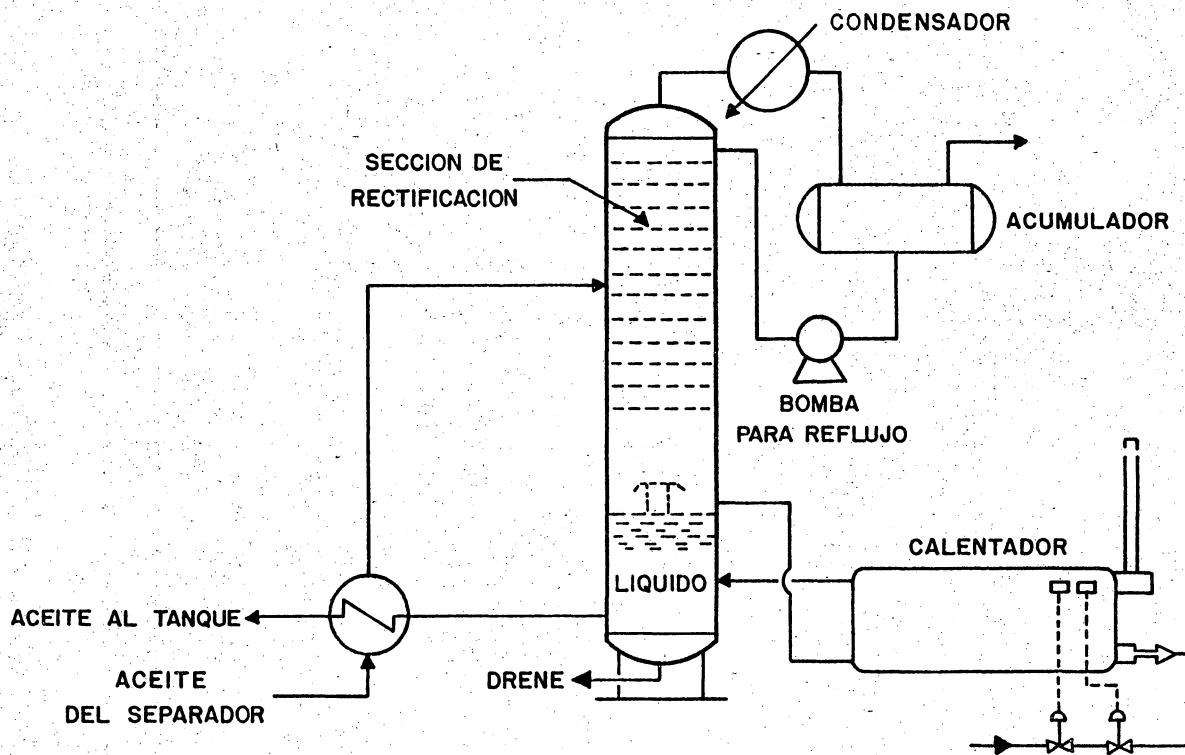 CONDENSADOR
SECCION DE
RECTIFICACION
ACUMULADOR
BOMBA
PARA REFLUJO
CALENTADOR
LIQUIDO
ACEITE AL TANQUE
ACEITE
DEL SEPARADOR
DRENE